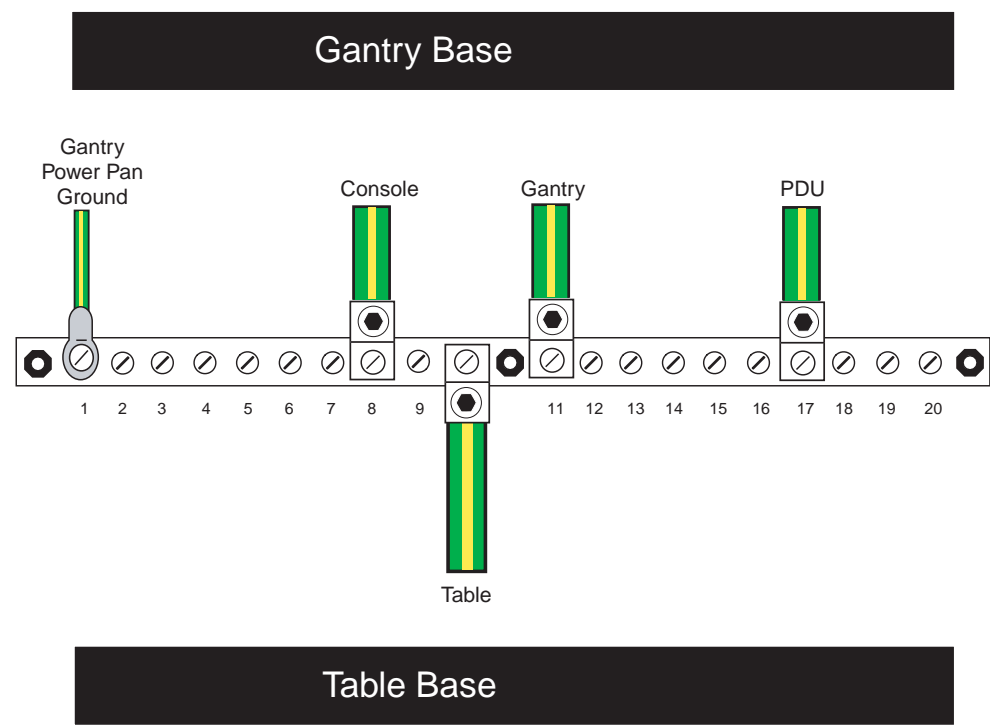 Gantry Base
Gantry
Power Pan
Ground
Console
Gantry
PDU
1 2 3 4 5 6 7 8 9 11 12 13 14 15 16 17 18 19 20
Table
Table Base